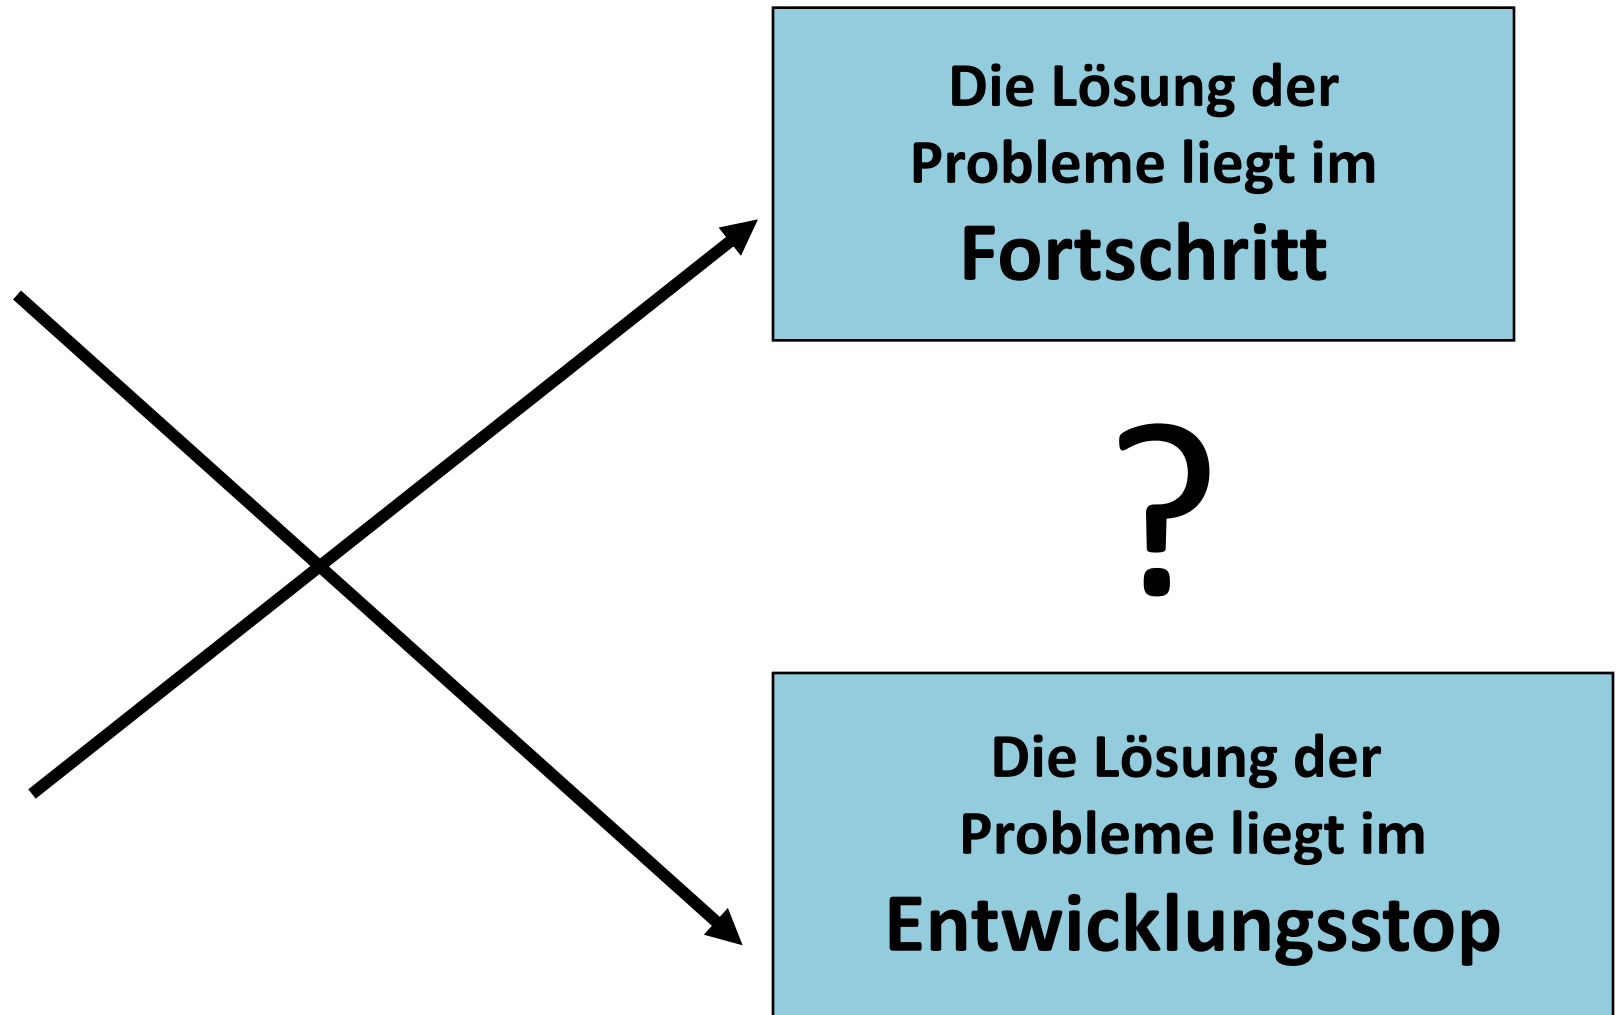 Die Lösung der
Probleme liegt im
Fortschritt
?
Die Lösung der
Probleme liegt im
Entwicklungsstop